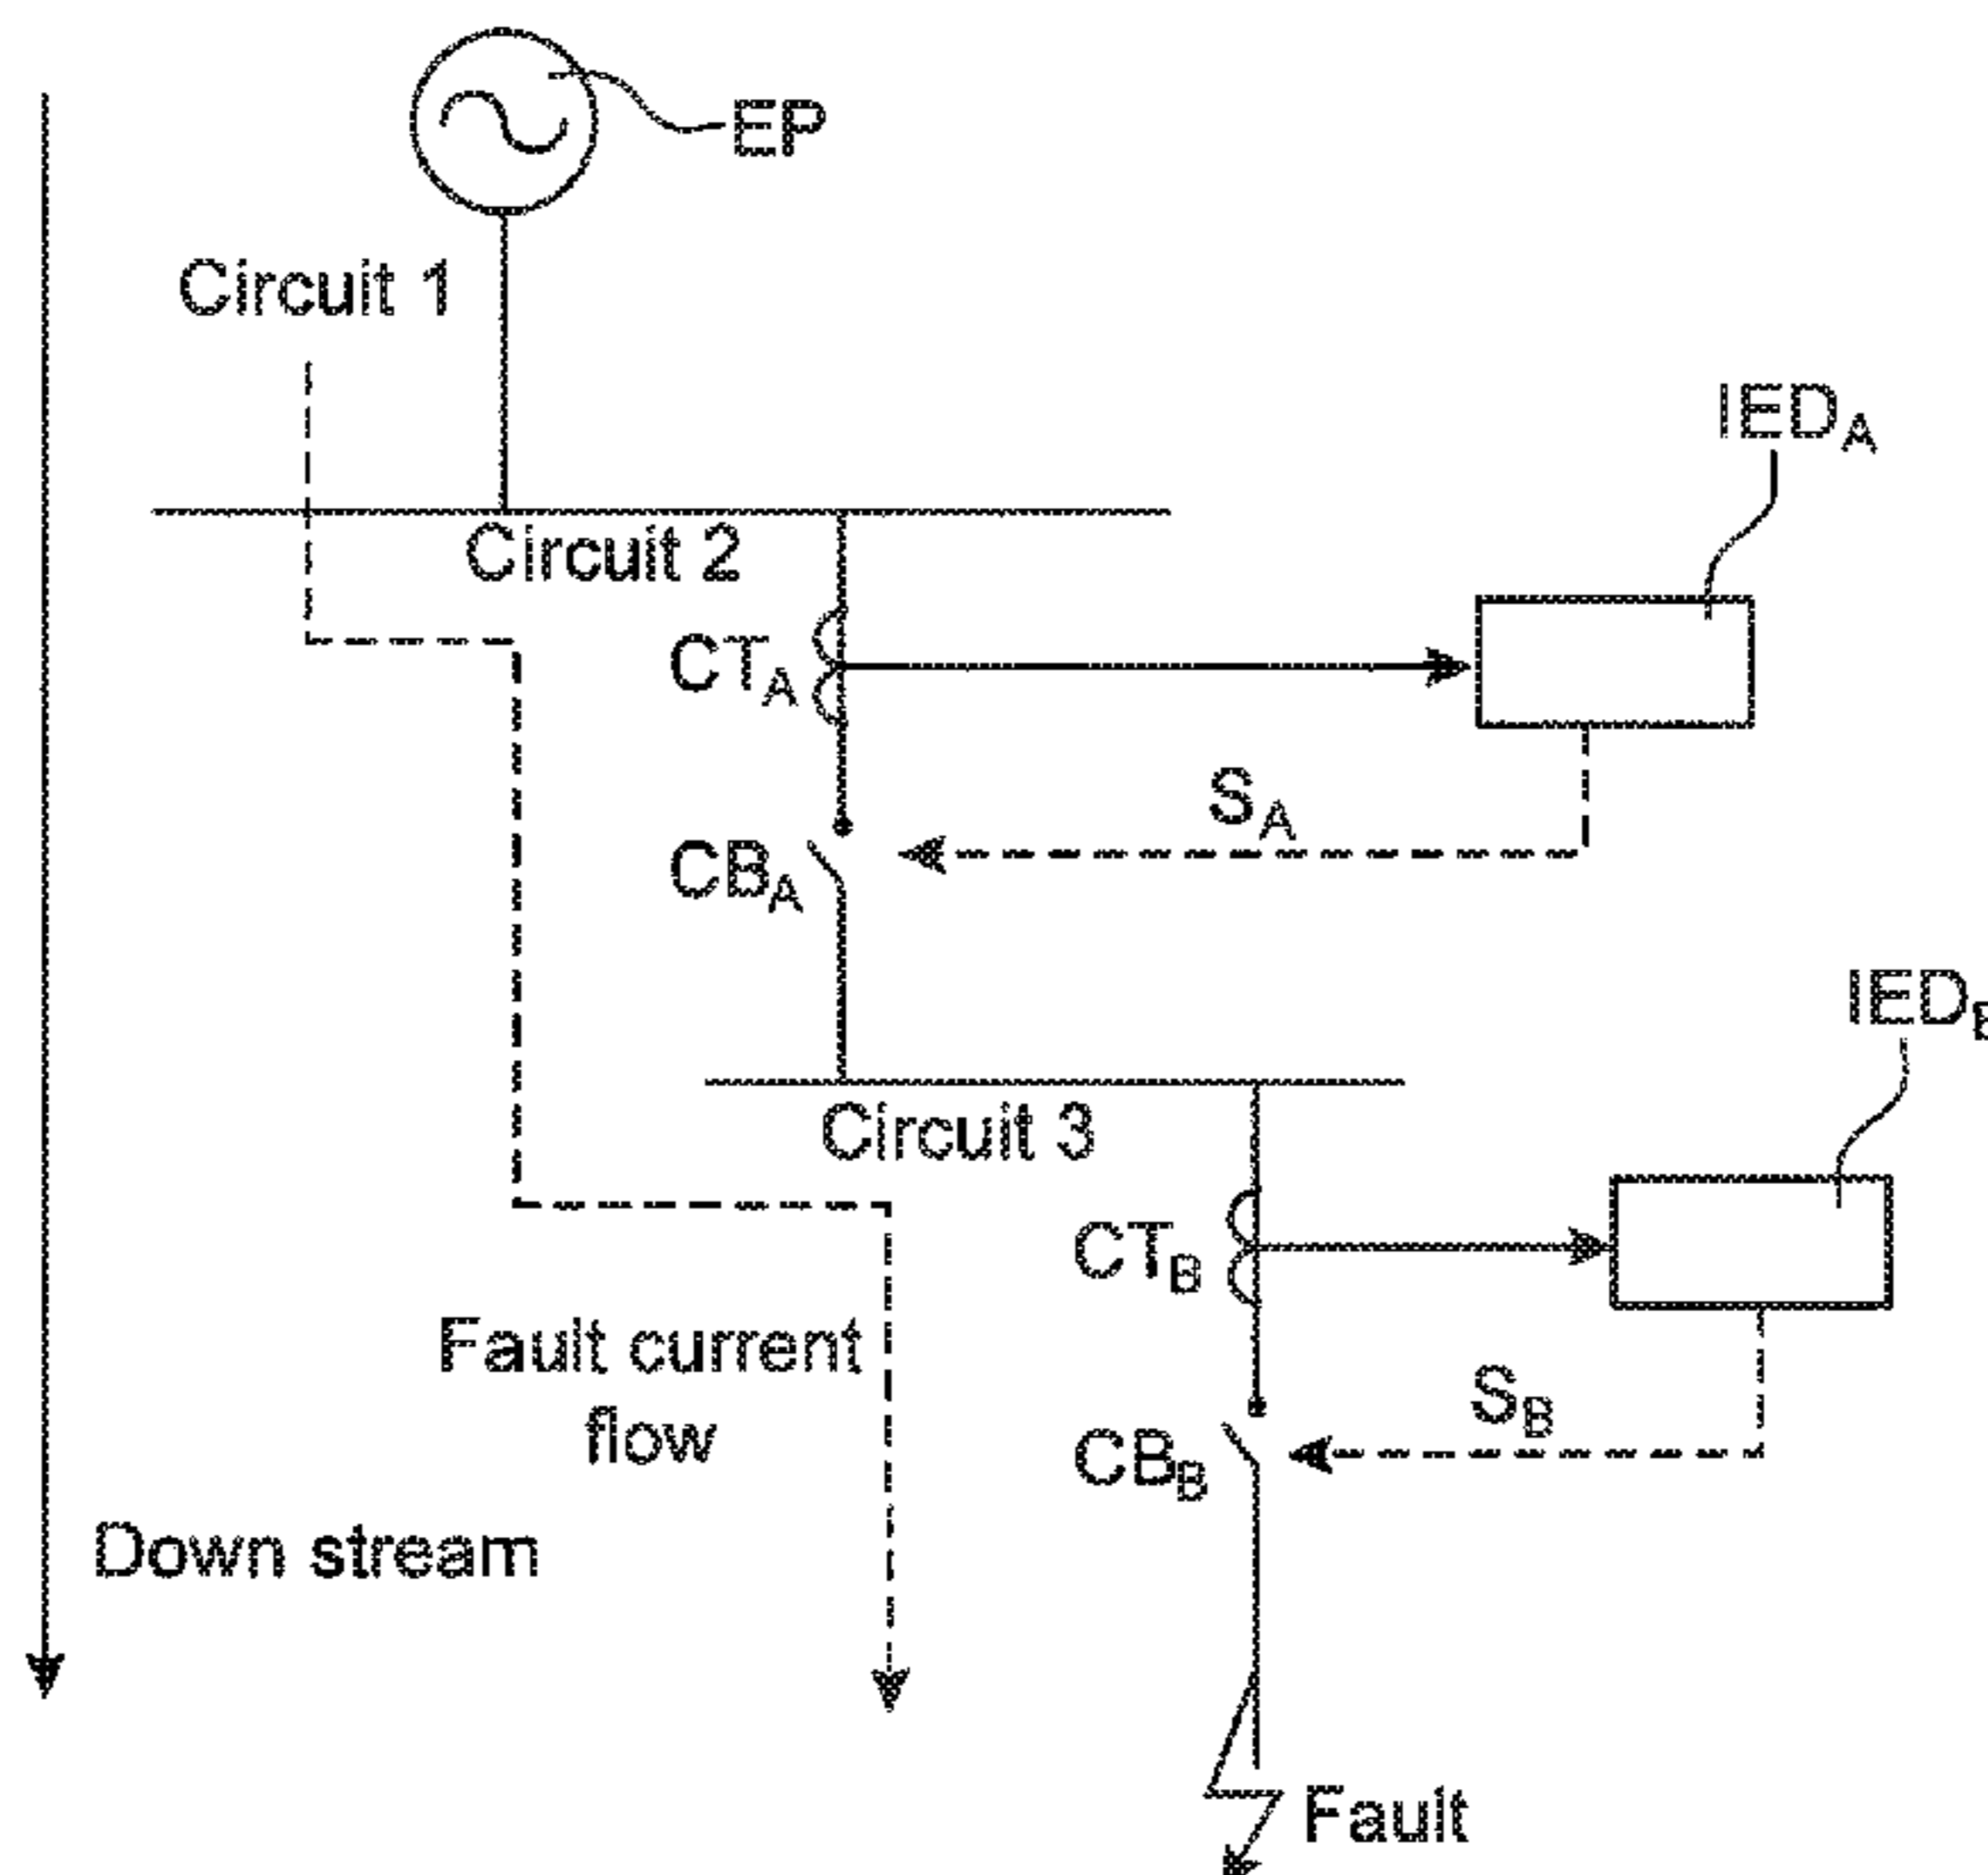 EP
Circuit 1
IEDA
Circuit 2
CTA
SA
CBA
IEDB
Circuit 3
CTB
Fault current
flow
SB
CBB
Down stream
Fault